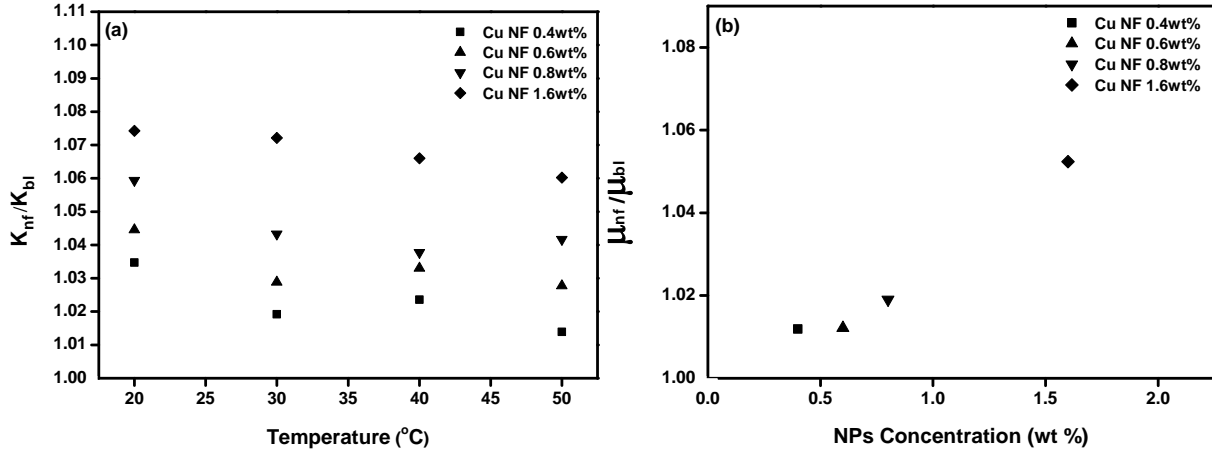 (a)
Cu NF 0.4wt%
Cu NF 0.6wt%
Cu NF 0.8wt%
Cu NF 1.6wt%
1.11
1.10
1.09
1.08
1.07
1.06
1.05
1.04
1.03
1.02
1.01
1.00
K_nf/K_bl
20 25 30 35 40 45 50
Temperature (°C)
(b)
Cu NF 0.4wt%
Cu NF 0.6wt%
Cu NF 0.8wt%
Cu NF 1.6wt%
1.08
1.06
1.04
1.02
1.00
μ_nf/μ_bl
0.0 0.5 1.0 1.5 2.0
NPs Concentration (wt %)